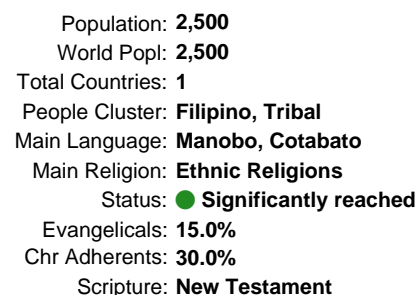 Population: 2,500
World Popl: 2,500
Total Countries: 1
People Cluster: Filipino, Tribal
Main Language: Manobo, Cotabato
Main Religion: Ethnic Religions
Status: Significantly reached
Evangelicals: 15.0%
Chr Adherents: 30.0%
Scripture: New Testament